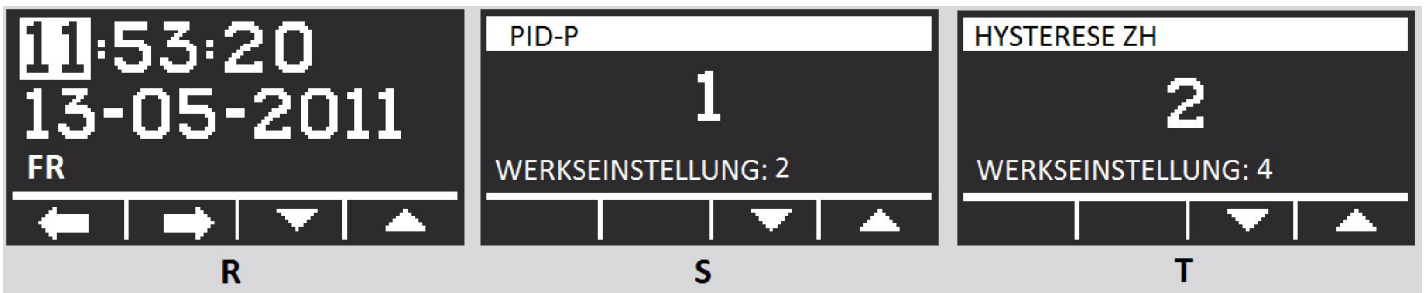 11:53:20
13-05-2011
FR
R
PID-P
1
WERKSEINSTELLUNG: 2
S
HYSTERESE ZH
2
WERKSEINSTELLUNG: 4
T